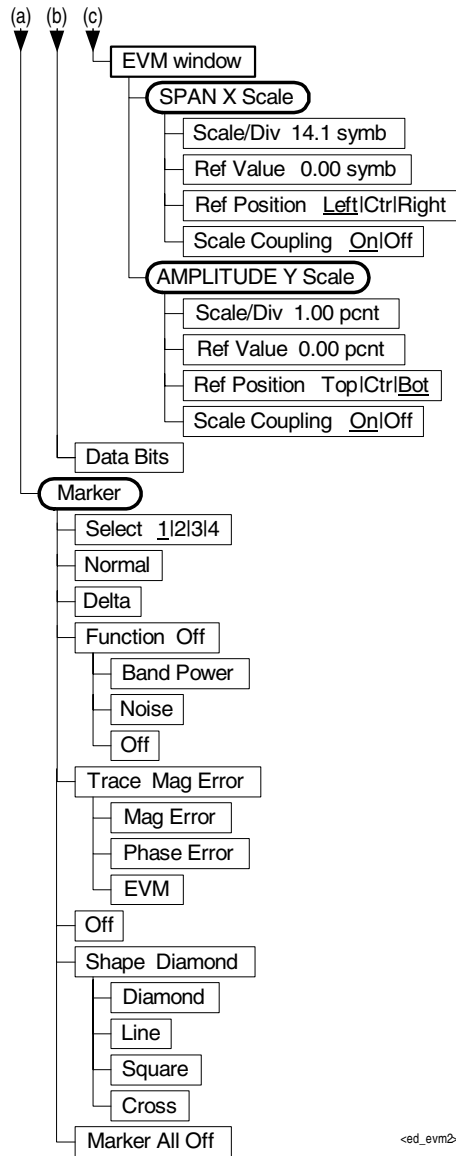 (a) (b) (c)
EVM window
SPAN X Scale
Scale/Div 14.1 symb
Ref Value 0.00 symb
Ref Position Left|Ctr|Right
Scale Coupling On|Off
AMPLITUDE Y Scale
Scale/Div 1.00 pcnt
Ref Value 0.00 pcnt
Ref Position Top|Ctr|Bot
Scale Coupling On|Off
Data Bits
Marker
Select 1|2|3|4
Normal
Delta
Function Off
Band Power
Noise
Off
Trace Mag Error
Mag Error
Phase Error
EVM
Off
Shape Diamond
Diamond
Line
Square
Cross
Marker All Off
<ed_evm2>